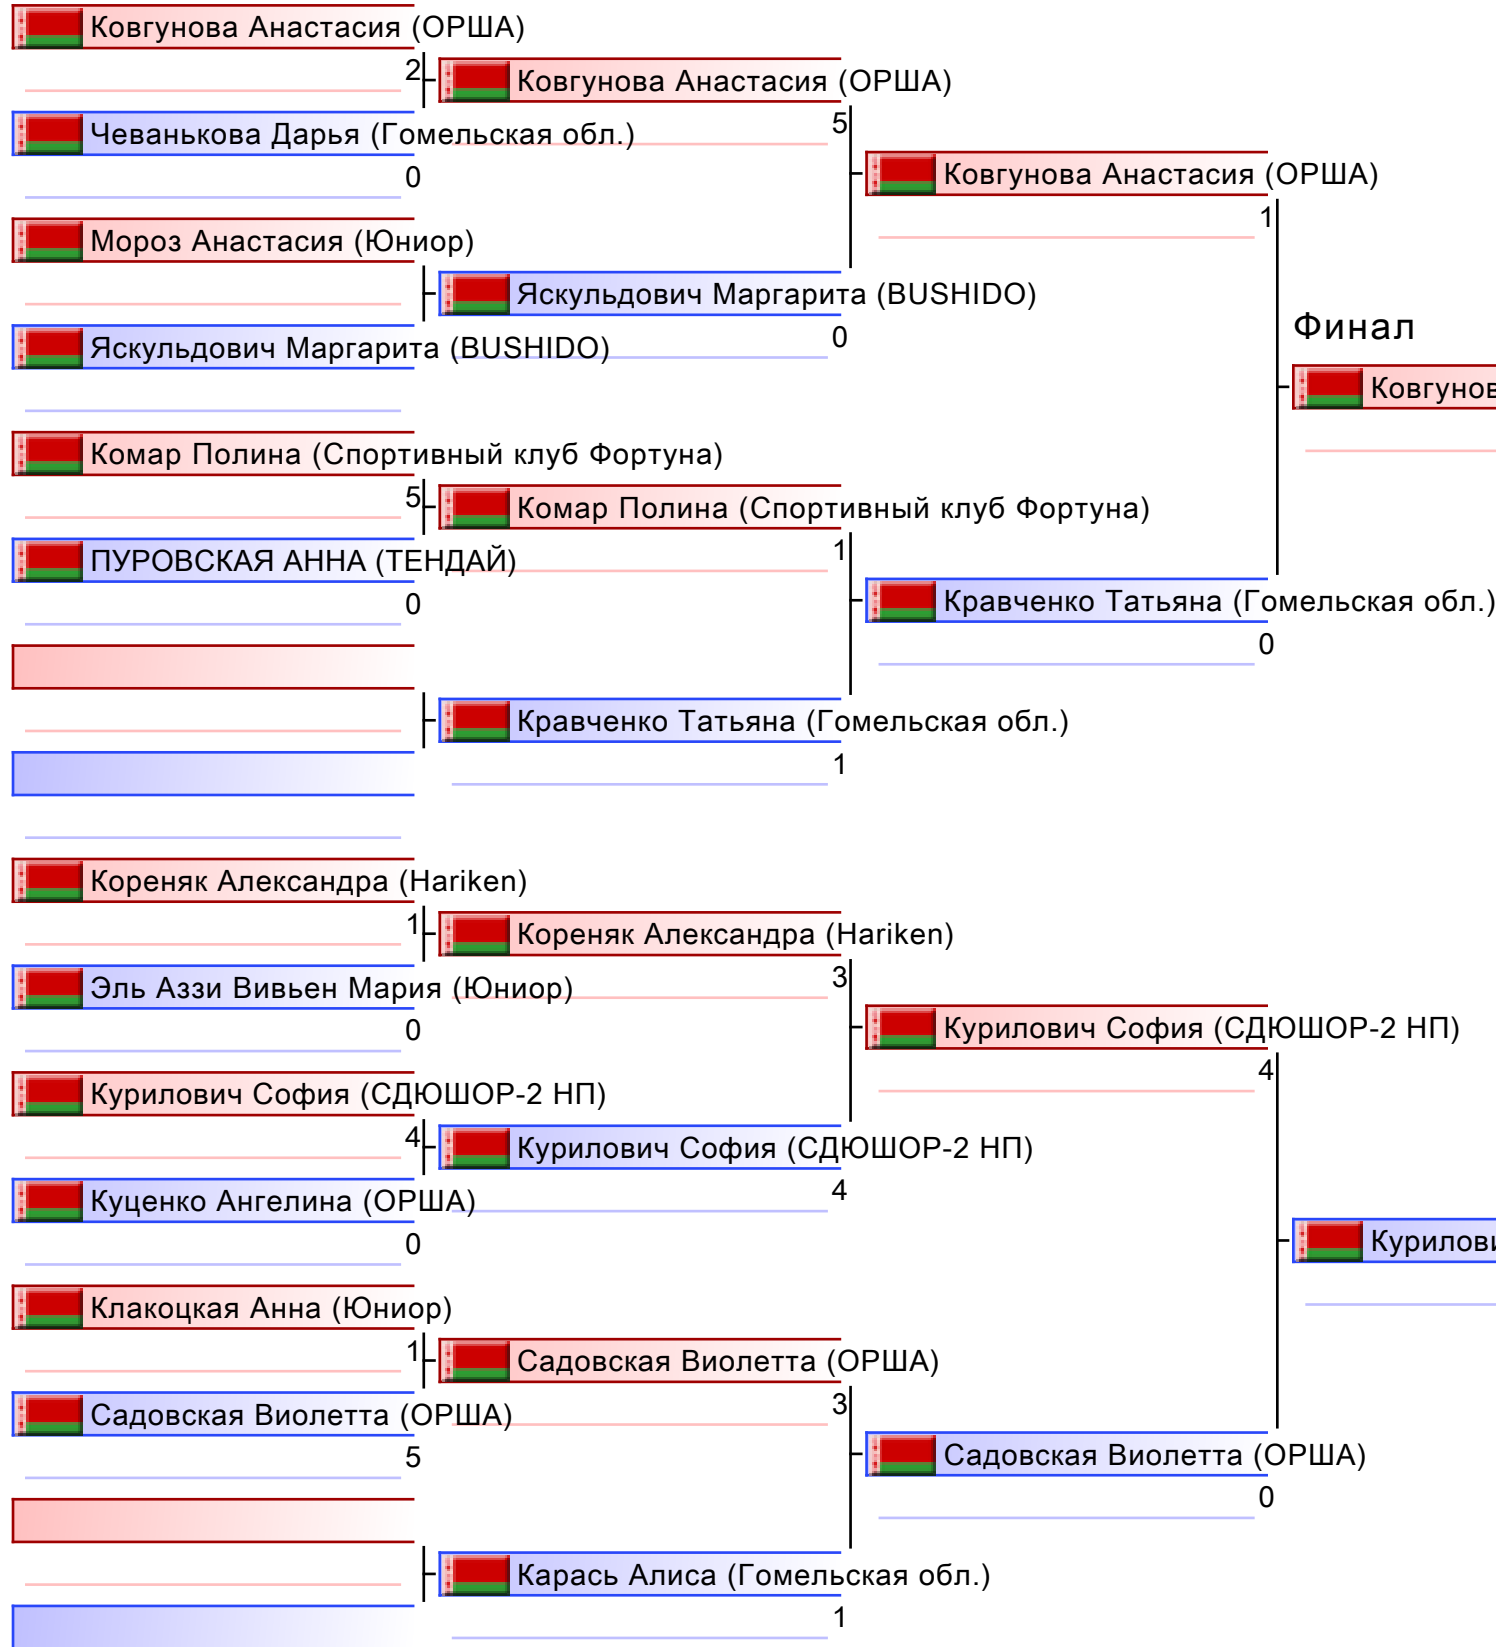 Ковгунова Анастасия (ОРША)
2
Ковгунова Анастасия (ОРША)
5
Чеванькова Дарья (Гомельская обл.)
0
Ковгунова Анастасия (ОРША)
1
Мороз Анастасия (Юниор)
Яскульдович Маргарита (BUSHIDO)
0
Финал
Яскульдович Маргарита (BUSHIDO)
Ковгунов
Комар Полина (Спортивный клуб Фортуна)
5
Комар Полина (Спортивный клуб Фортуна)
1
ПУРОВСКАЯ АННА (ТЕНДАЙ)
0
Кравченко Татьяна (Гомельская обл.)
0
Кравченко Татьяна (Гомельская обл.)
1
Кореняк Александра (Hariken)
1
Кореняк Александра (Hariken)
3
Эль Аззи Вивьен Мария (Юниор)
0
Курилович София (СДЮШОР-2 НП)
4
Курилович София (СДЮШОР-2 НП)
4
Курилович София (СДЮШОР-2 НП)
4
Куценко Ангелина (ОРША)
0
Курилови
Клакоцкая Анна (Юниор)
1
Садовская Виолетта (ОРША)
3
Садовская Виолетта (ОРША)
5
Садовская Виолетта (ОРША)
0
Карась Алиса (Гомельская обл.)
1